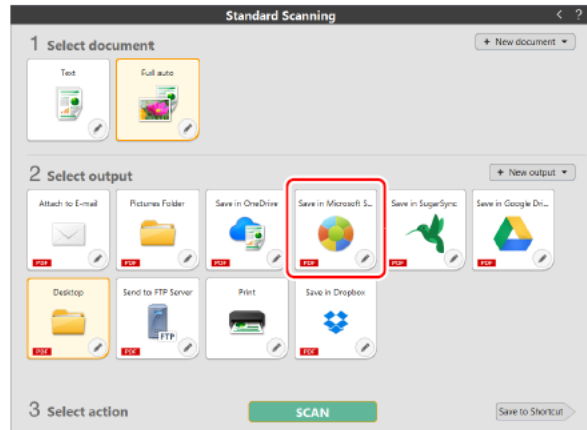 Standard Scanning
< ?
1 Select document
+ New document
Text
Full auto
2 Select output
+ New output
Attach to E-mail
Pictures Folder
Save in OneDrive
Save in Microsoft S...
Save in SugarSync
Save in Google Dri...
PDF
PDF
PDF
PDF
PDF
PDF
Desktop
Send to FTP Server
Print
Save in Dropbox
FTP
PDF
PDF
PDF
3 Select action
SCAN
Save to Shortcut